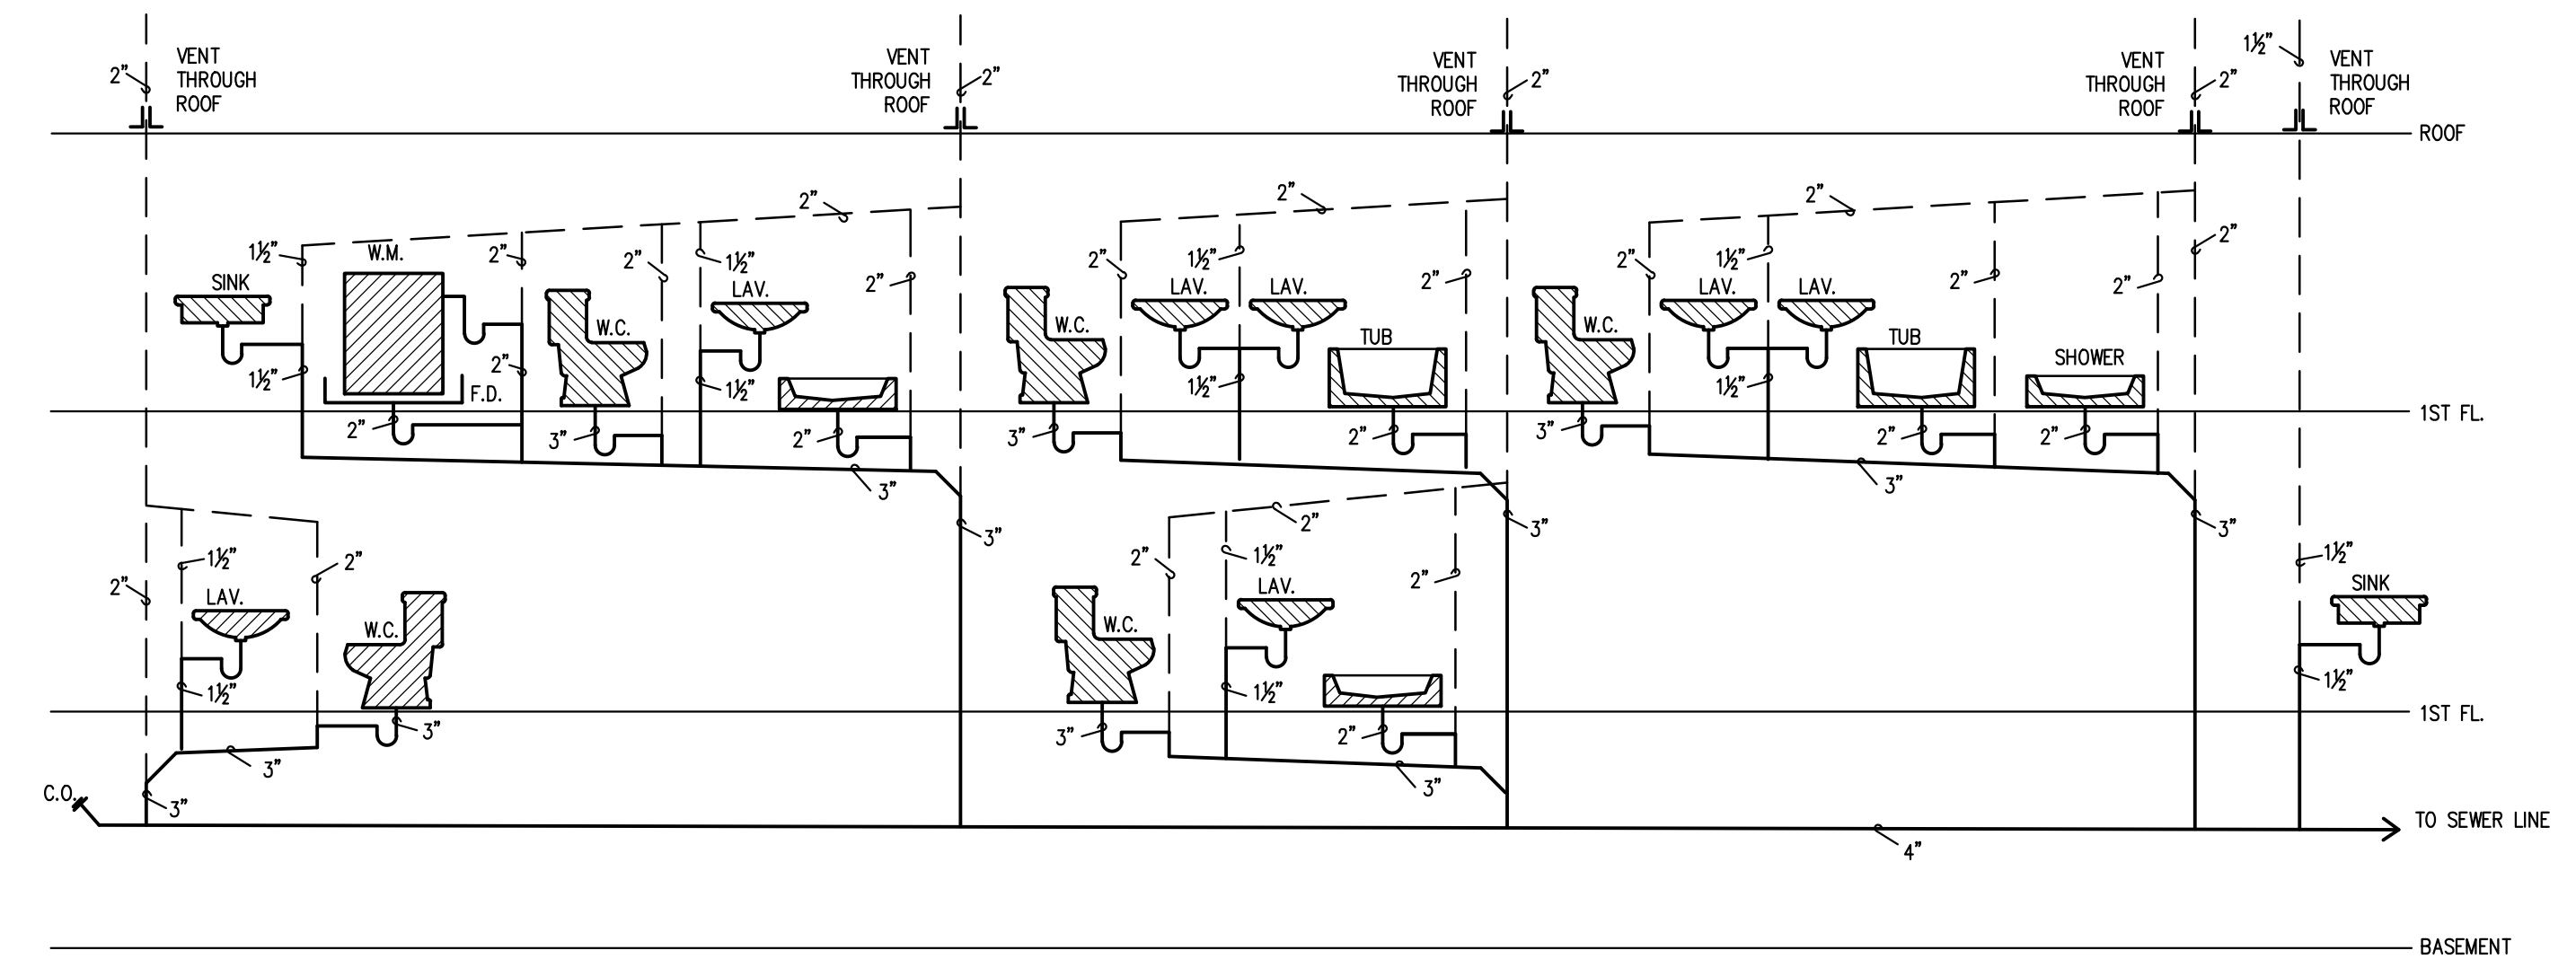 2"
VENT
THROUGH
ROOF
VENT
THROUGH
ROOF
2"
VENT
THROUGH
ROOF
2"
VENT
THROUGH
ROOF
2"
1½"
VENT
THROUGH
ROOF
ROOF
1½"
W.M.
2"
2"
1½"
2"
2"
SINK
LAV.
W.C.
1½"
2"
F.D.
1½"
2"
3"
2"
3"
3"
2"
2"
1½"
2"
LAV.
LAV.
W.C.
TUB
1½"
3"
2"
3"
2"
2"
1½"
2"
2"
2"
LAV.
LAV.
W.C.
TUB
SHOWER
1½"
3"
2"
2"
3"
3"
1ST FL.
2"
1½"
2"
LAV.
W.C.
1½"
3"
3"
C.O.
3"
2"
2"
1½"
2"
LAV.
W.C.
1½"
3"
2"
3"
1½"
SINK
1½"
1ST FL.
TO SEWER LINE
4"
BASEMENT